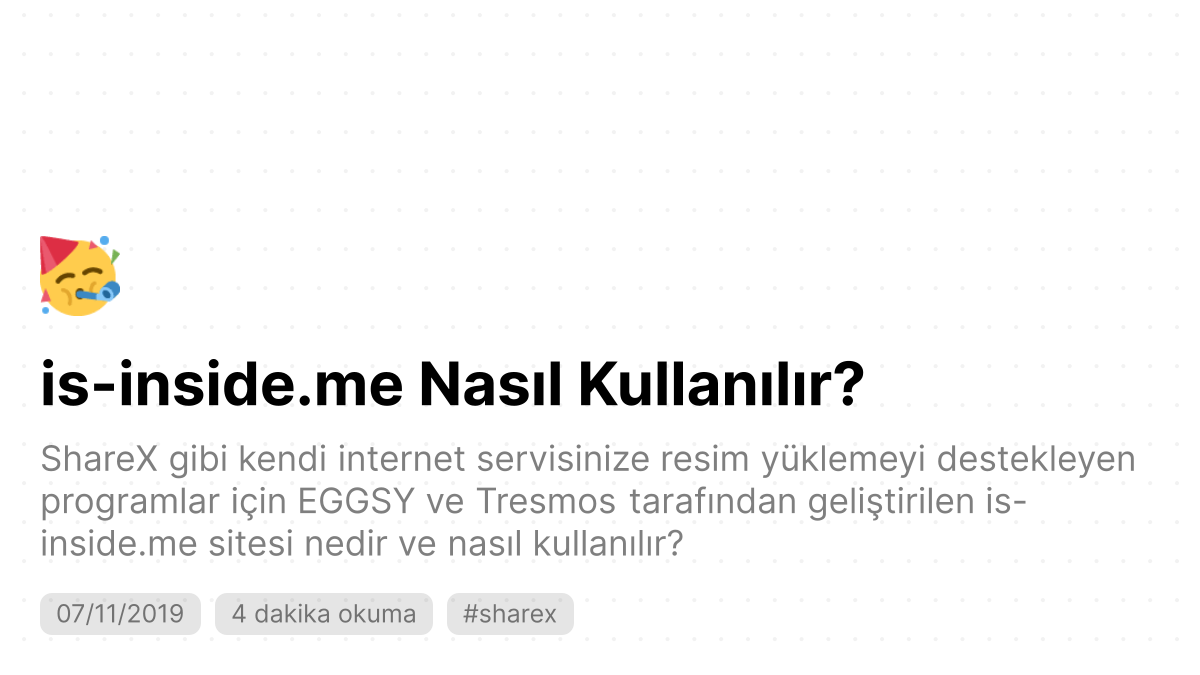 is-inside.me Nasıl Kullanılır?
ShareX gibi kendi internet servisinize resim yüklemeyi destekleyen
programlar için EGGSY ve Tresmos tarafından geliştirilen is-
inside.me sitesi nedir ve nasıl kullanılır?
07/11/2019 4 dakika okuma #sharex